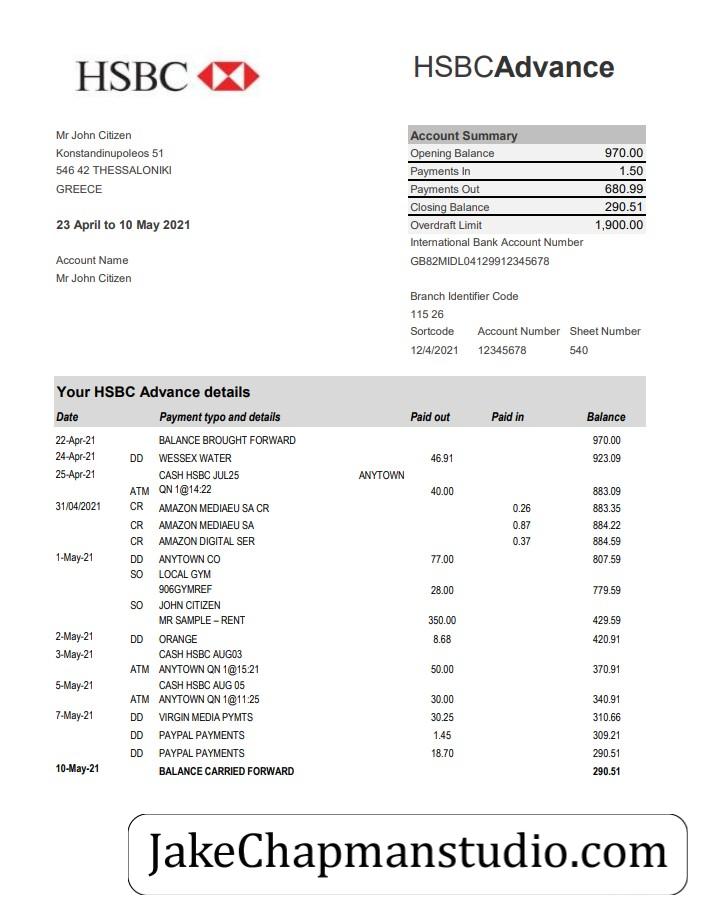 HSBC
HSBCAdvance
Mr John Citizen
Konstandinupoleos 51
546 42 THESSALONIKI
GREECE
23 April to 10 May 2021
Account Name
Mr John Citizen
Account Summary
Opening Balance 970.00
Payments In 1.50
Payments Out 680.99
Closing Balance 290.51
Overdraft Limit 1,900.00
International Bank Account Number
GB82MIDL04129912345678
Branch Identifier Code
115 26
Sortcode Account Number Sheet Number
12/4/2021 12345678 540
Your HSBC Advance details
Date Payment typo and details Paid out Paid in Balance
22-Apr-21 BALANCE BROUGHT FORWARD 970.00
24-Apr-21 DD WESSEX WATER 46.91 923.09
25-Apr-21 CASH HSBC JUL25 ANYTOWN
ATM QN 1@14:22 40.00 883.09
31/04/2021 CR AMAZON MEDIAEU SA CR 0.26 883.35
CR AMAZON MEDIAEU SA 0.87 884.22
CR AMAZON DIGITAL SER 0.37 884.59
1-May-21 DD ANYTOWN CO 77.00 807.59
SO LOCAL GYM
906GYMREF 28.00 779.59
SO JOHN CITIZEN
MR SAMPLE – RENT 350.00 429.59
2-May-21 DD ORANGE 8.68 420.91
3-May-21 CASH HSBC AUG03
ATM ANYTOWN QN 1@15:21 50.00 370.91
5-May-21 CASH HSBC AUG 05
ATM ANYTOWN QN 1@11:25 30.00 340.91
7-May-21 DD VIRGIN MEDIA PYMTS 30.25 310.66
DD PAYPAL PAYMENTS 1.45 309.21
DD PAYPAL PAYMENTS 18.70 290.51
10-May-21 BALANCE CARRIED FORWARD 290.51
JakeChapmanstudio.com